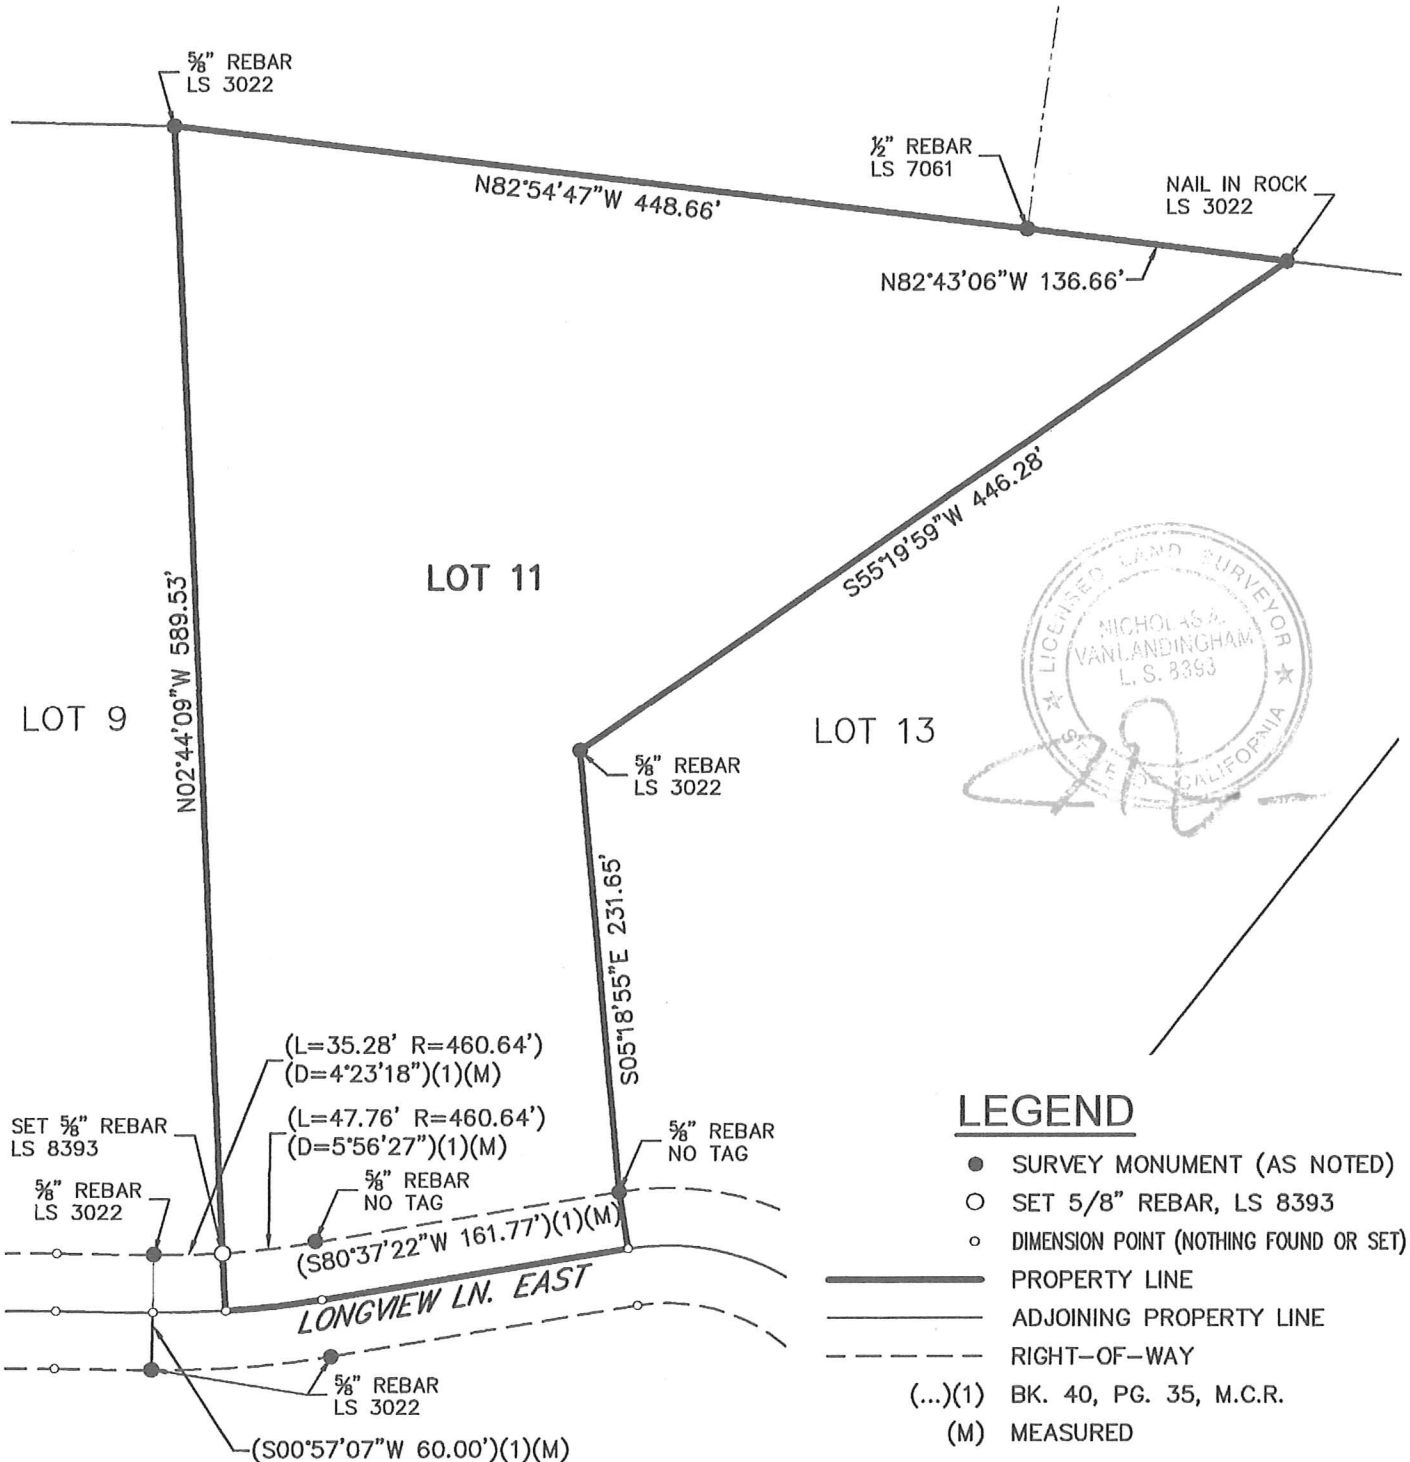 ⅝" REBAR
LS 3022
½" REBAR
LS 7061
NAIL IN ROCK
LS 3022
N82°54'47"W 448.66'
N82°43'06"W 136.66'
S55°19'59"W 446.28'
LOT 11
N02°44'09"W 589.53'
LOT 9
LOT 13
LICENSED LAND SURVEYOR
NICHOLAS A.
VANLANDINGHAM
L. S. 8393
STATE OF CALIFORNIA
⅝" REBAR
LS 3022
S05°18'55"E 231.65'
(L=35.28' R=460.64')
(D=4°23'18")(1)(M)
(L=47.76' R=460.64')
(D=5°56'27")(1)(M)
SET ⅝" REBAR
LS 8393
⅝" REBAR
LS 3022
⅝" REBAR
NO TAG
⅝" REBAR
NO TAG
(S80°37'22"W 161.77')(1)(M)
LONGVIEW LN. EAST
⅝" REBAR
LS 3022
(S00°57'07"W 60.00')(1)(M)
LEGEND
SURVEY MONUMENT (AS NOTED)
SET 5/8" REBAR, LS 8393
DIMENSION POINT (NOTHING FOUND OR SET)
PROPERTY LINE
ADJOINING PROPERTY LINE
RIGHT-OF-WAY
(...)(1) BK. 40, PG. 35, M.C.R.
(M) MEASURED